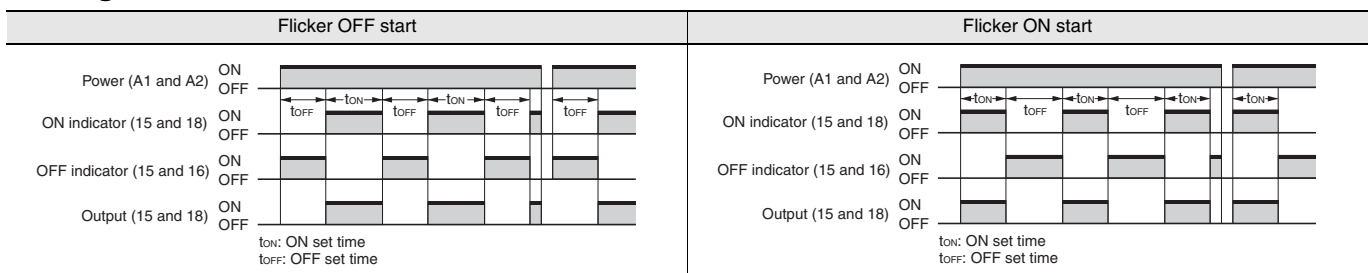 Flicker OFF start
Flicker ON start
Power (A1 and A2) ON
OFF
tOFF tON tOFF tON tOFF tOFF
ON indicator (15 and 18) ON
OFF
OFF indicator (15 and 16) ON
OFF
Output (15 and 18) ON
OFF
tON: ON set time
tOFF: OFF set time
Power (A1 and A2) ON
OFF
tON tOFF tON tOFF tON tON
ON indicator (15 and 18) ON
OFF
OFF indicator (15 and 16) ON
OFF
Output (15 and 18) ON
OFF
tON: ON set time
tOFF: OFF set time